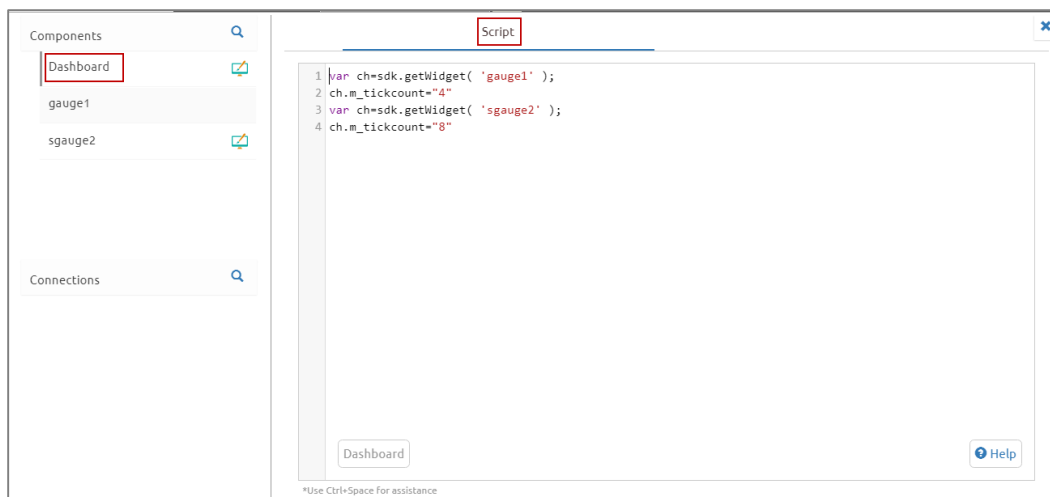 Components
Dashboard
gauge1
sgauge2
Connections
Script
1 var ch=sdk.getWidget( 'gauge1' );
2 ch.m_tickcount="4"
3 var ch=sdk.getWidget( 'sgauge2' );
4 ch.m_tickcount="8"
Dashboard
Help
*Use Ctrl+Space for assistance